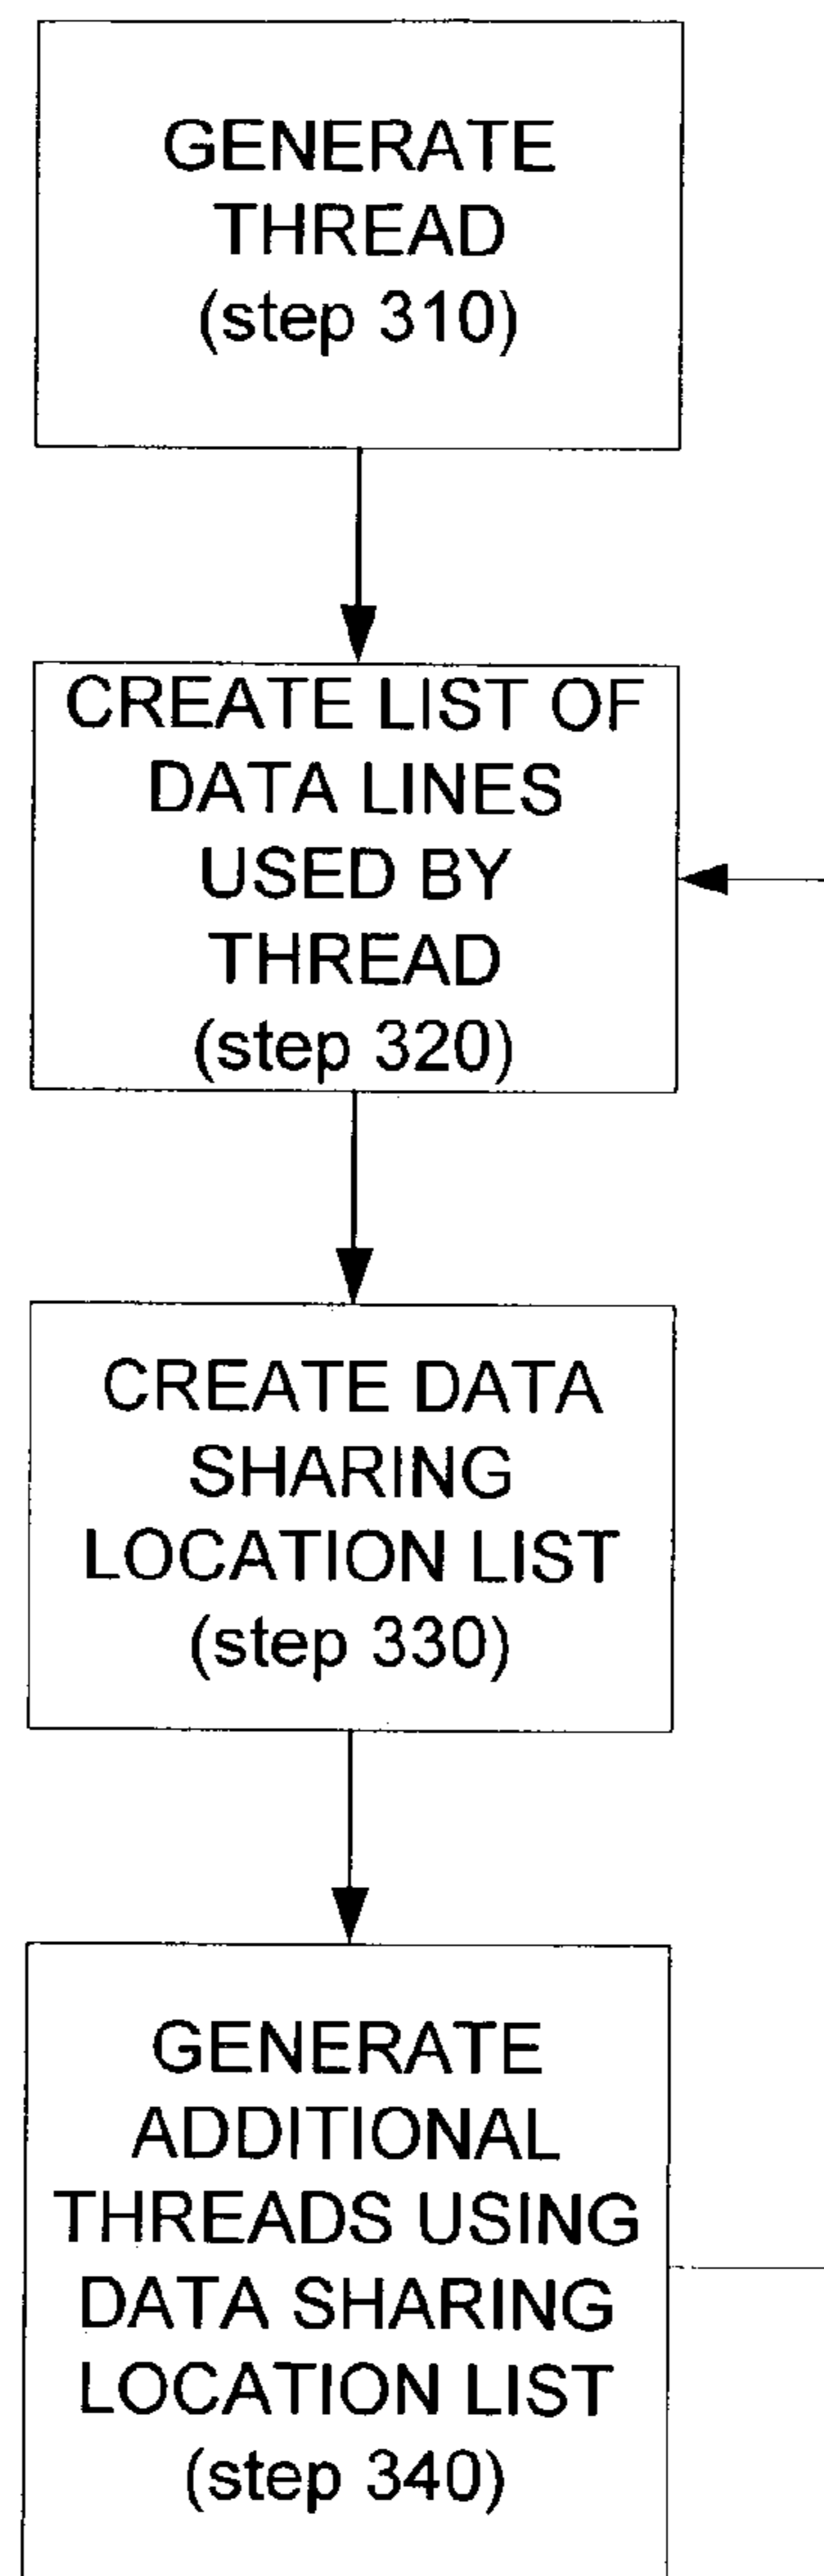 GENERATE
THREAD
(step 310)
CREATE LIST OF
DATA LINES
USED BY
THREAD
(step 320)
CREATE DATA
SHARING
LOCATION LIST
(step 330)
GENERATE
ADDITIONAL
THREADS USING
DATA SHARING
LOCATION LIST
(step 340)